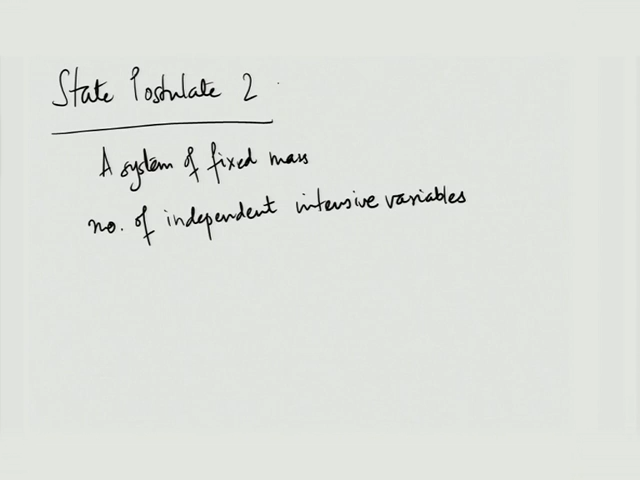 State Postulate 2
A system of fixed mass
no. of independent intensive variables